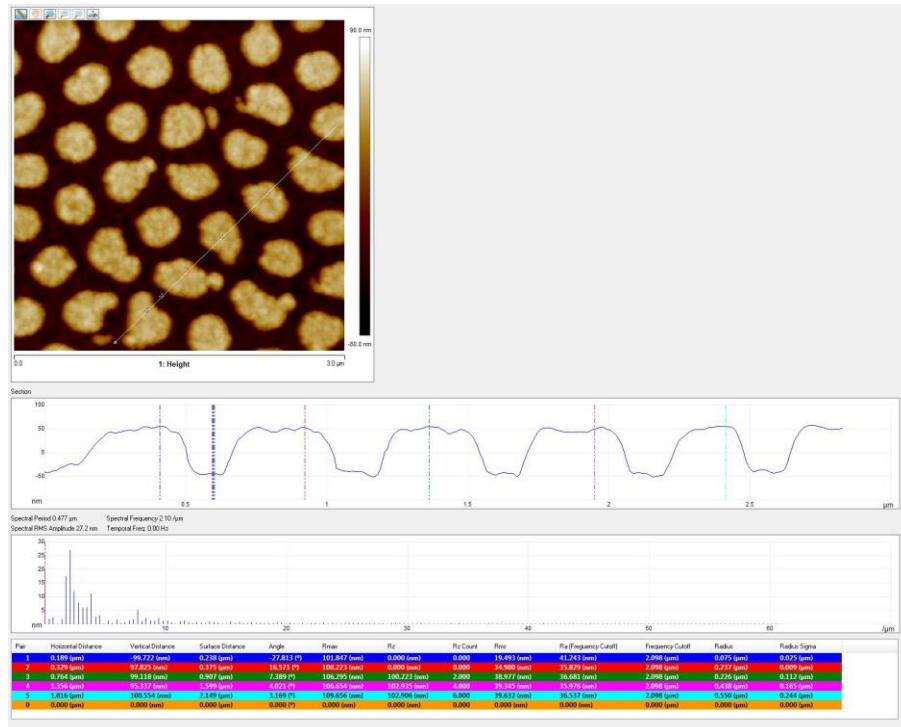 90.0 nm
-80.0 nm
0.0 1: Height 3.0 µm
Section
100
50
0
-50
nm 0.5 1 1.5 2 2.5 µm
Spectral Period 0.477 µm Spectral Frequency 2.10 /µm
Spectral RMS Amplitude 27.2 nm Temporal Freq: 0.00 Hz
30
25
20
15
10
5
nm 10 20 30 40 50 60 /µm
Pair Horizontal Distance Vertical Distance Surface Distance Angle Rmax Rz Rz Count Rms Ra (Frequency Cutoff) Frequency Cutoff Radius Radius Sigma
1 0.189 (µm) -99.722 (nm) 0.238 (µm) -27.813 (º) 101.847 (nm) 0.000 (nm) 0.000 19.493 (nm) 41.243 (nm) 2.098 (µm) 0.075 (µm) 0.025 (µm)
2 0.329 (µm) 97.825 (nm) 0.375 (µm) 16.571 (º) 100.223 (nm) 0.000 (nm) 0.000 34.980 (nm) 35.829 (nm) 2.098 (µm) 0.237 (µm) 0.009 (µm)
3 0.764 (µm) 99.118 (nm) 0.907 (µm) 7.389 (º) 106.295 (nm) 100.223 (nm) 2.000 38.977 (nm) 36.681 (nm) 2.098 (µm) 0.226 (µm) 0.112 (µm)
4 1.356 (µm) 95.337 (nm) 1.599 (µm) 4.021 (º) 106.654 (nm) 102.935 (nm) 4.000 39.345 (nm) 35.976 (nm) 2.098 (µm) 0.438 (µm) 0.165 (µm)
5 1.816 (µm) 100.554 (nm) 2.149 (µm) 3.169 (º) 109.656 (nm) 102.906 (nm) 6.000 39.632 (nm) 36.537 (nm) 2.098 (µm) 0.550 (µm) 0.244 (µm)
0 0.000 (µm) 0.000 (nm) 0.000 (µm) 0.000 (º) 0.000 (nm) 0.000 (nm) 0.000 0.000 (nm) 0.000 (nm) 0.000 (µm) 0.000 (µm) 0.000 (µm)